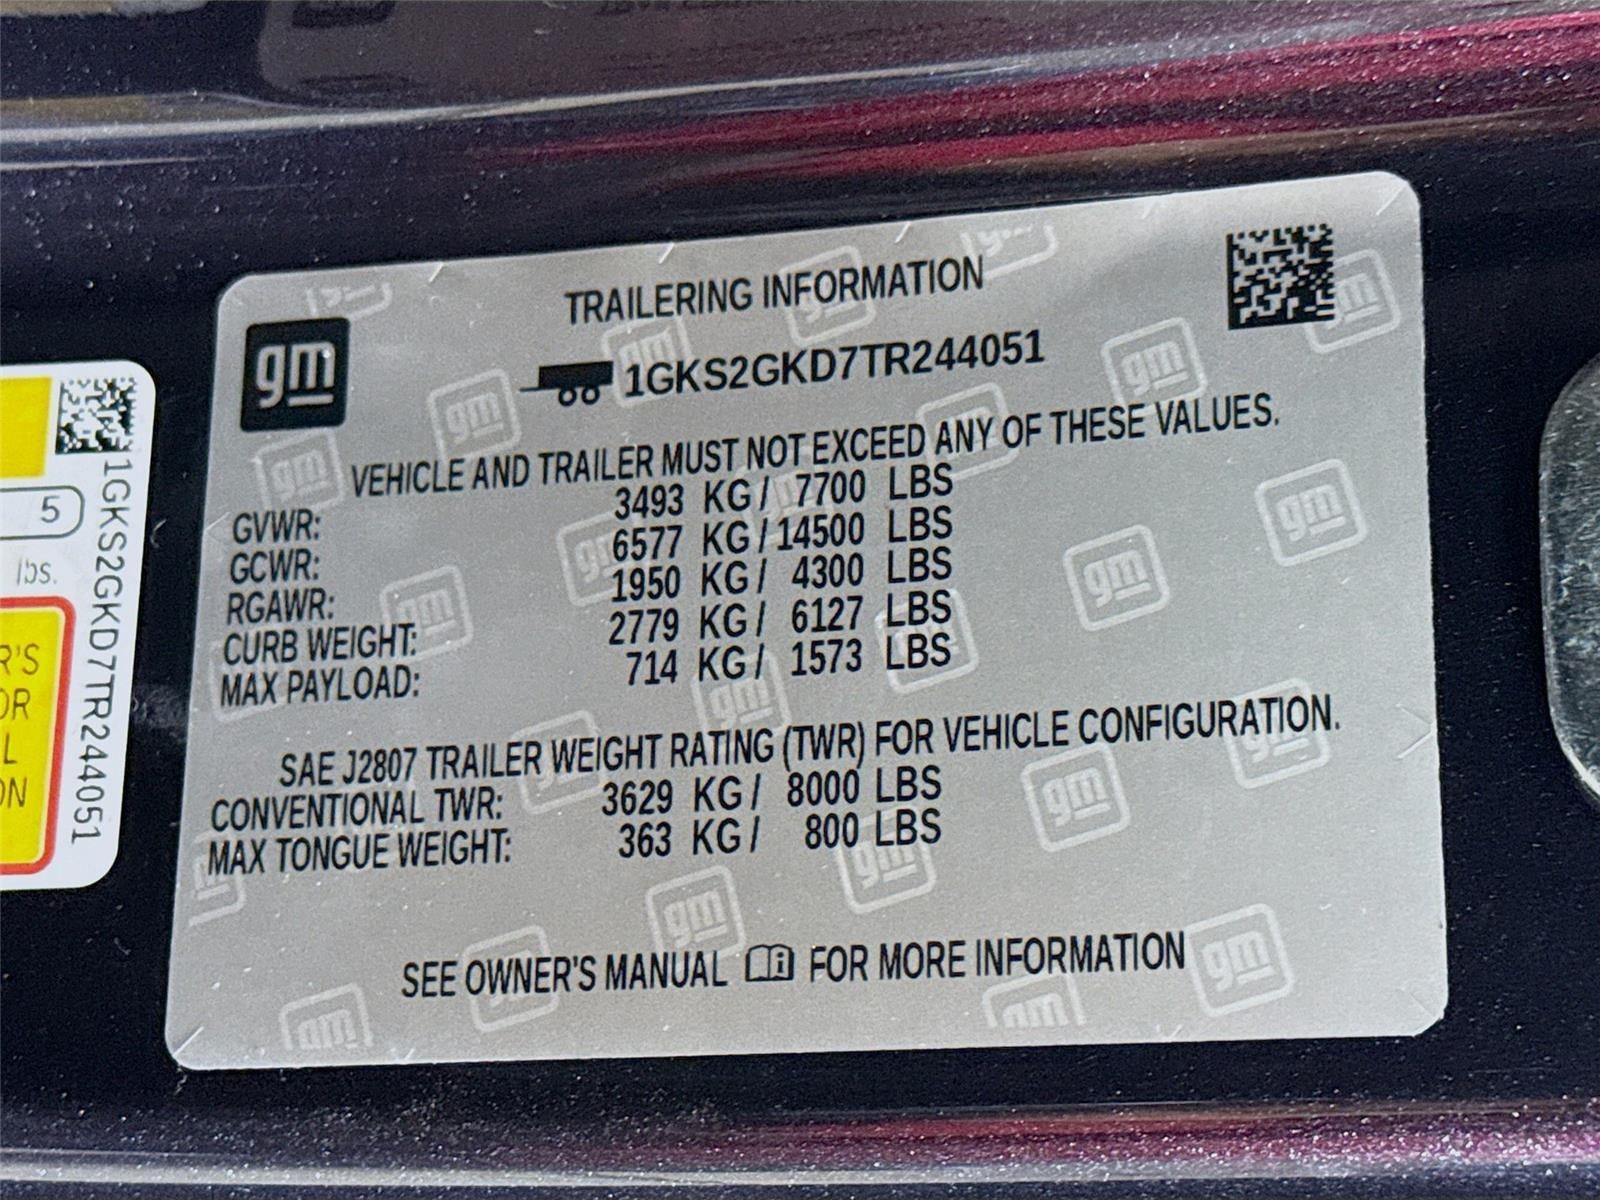 TRAILERING INFORMATION
gm
1GKS2GKD7TR244051
VEHICLE AND TRAILER MUST NOT EXCEED ANY OF THESE VALUES.
GVWR: 3493 KG / 7700 LBS
GCWR: 6577 KG / 14500 LBS
RGAWR: 1950 KG / 4300 LBS
CURB WEIGHT: 2779 KG / 6127 LBS
MAX PAYLOAD: 714 KG / 1573 LBS
SAE J2807 TRAILER WEIGHT RATING (TWR) FOR VEHICLE CONFIGURATION.
CONVENTIONAL TWR: 3629 KG / 8000 LBS
MAX TONGUE WEIGHT: 363 KG / 800 LBS
SEE OWNER'S MANUAL FOR MORE INFORMATION
5
lbs.
R'S
OR
L
ON
1GKS2GKD7TR244051